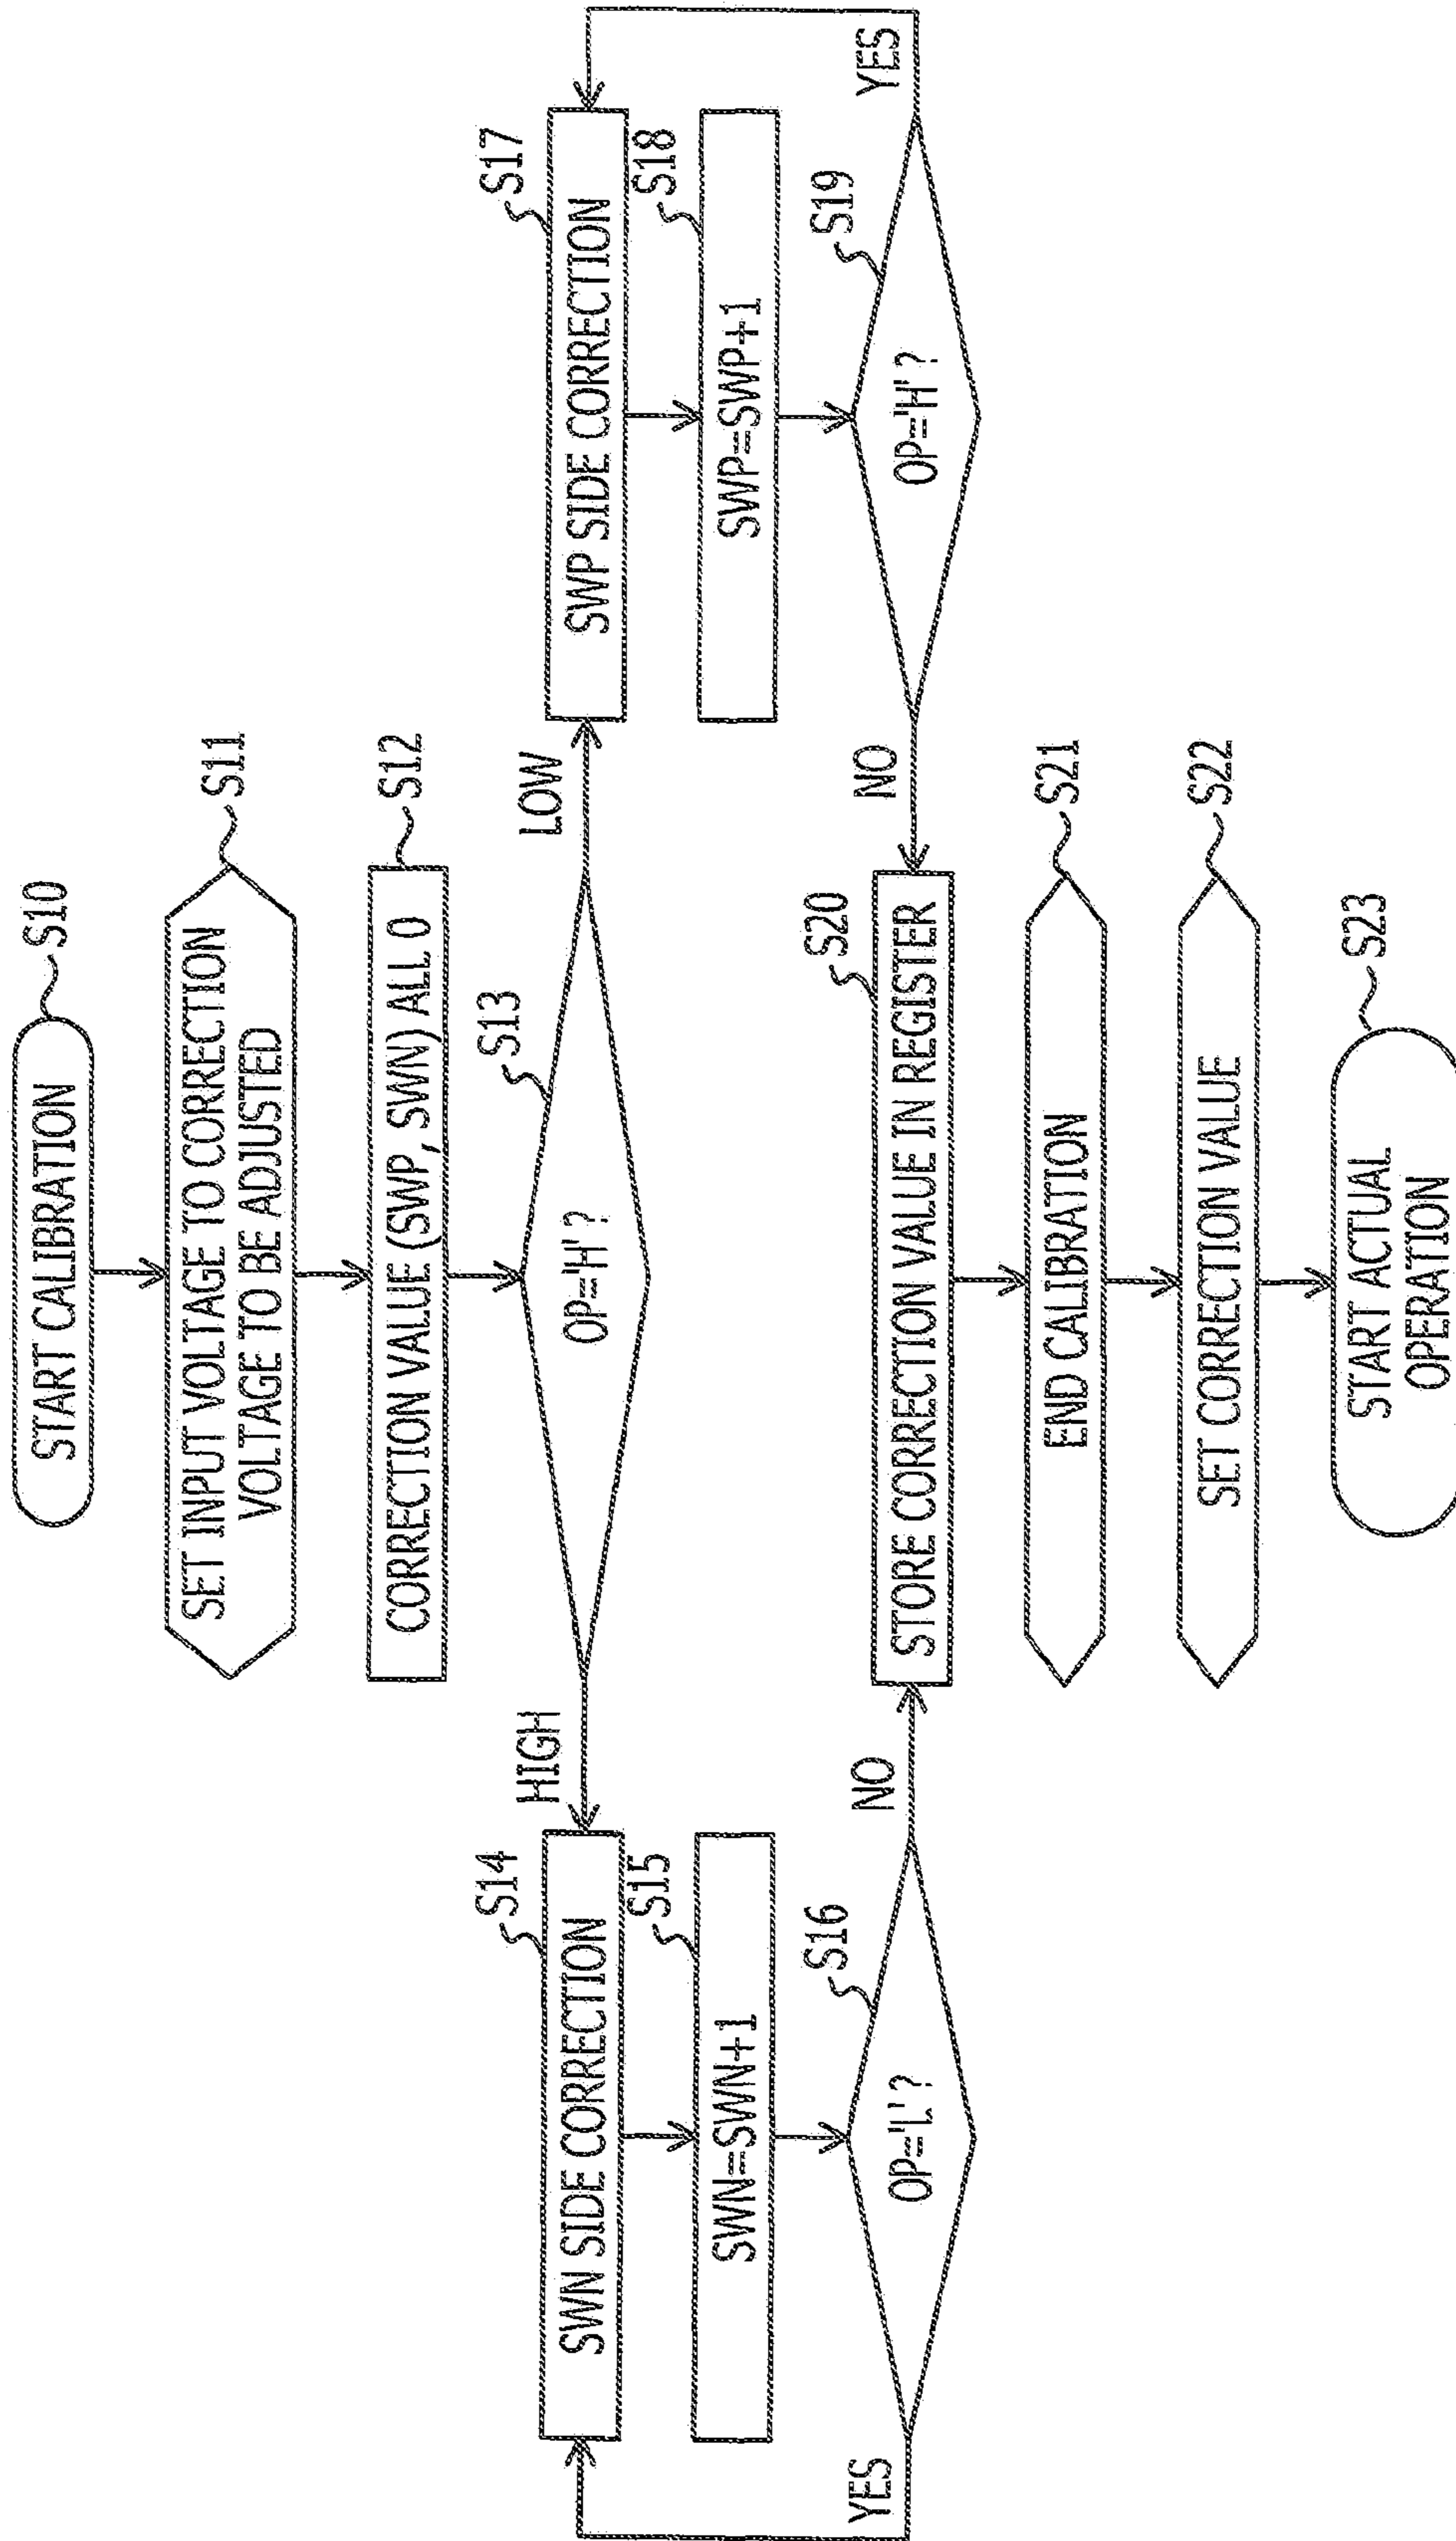 START CALIBRATION
S10
SET INPUT VOLTAGE TO CORRECTION
VOLTAGE TO BE ADJUSTED
S11
CORRECTION VALUE (SWP, SWN) ALL 0
S12
OP='H' ?
S13
HIGH
LOW
SWN SIDE CORRECTION
S14
SWN=SWN+1
S15
OP='L' ?
S16
YES
NO
SWP SIDE CORRECTION
S17
SWP=SWP+1
S18
OP='H' ?
S19
YES
NO
STORE CORRECTION VALUE IN REGISTER
S20
END CALIBRATION
S21
SET CORRECTION VALUE
S22
START ACTUAL
OPERATION
S23